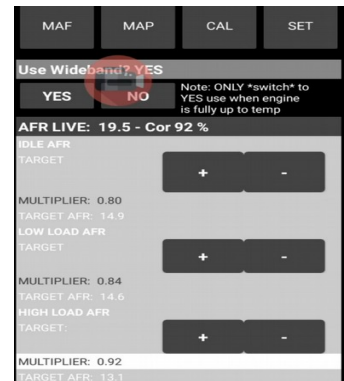 MAF MAP CAL SET
Use Wideband? YES
YES NO
Note: ONLY *switch* to
YES use when engine
is fully up to temp
AFR LIVE: 19.5 - Cor 92 %
IDLE AFR
TARGET
+ -
MULTIPLIER: 0.80
TARGET AFR: 14.9
LOW LOAD AFR
TARGET
+ -
MULTIPLIER: 0.84
TARGET AFR: 14.6
HIGH LOAD AFR
TARGET:
+ -
MULTIPLIER: 0.92
TARGET AFR: 13.1